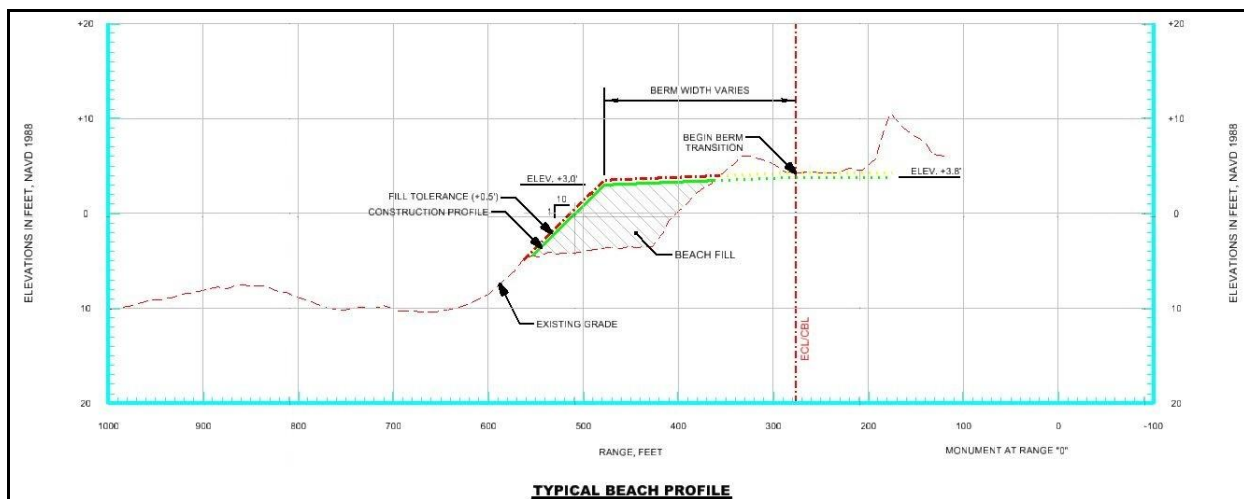 +20
+20
BERM WIDTH VARIES
+10
+10
BEGIN BERM
TRANSITION
ELEV. +3.0'
ELEV. +3.8'
FILL TOLERANCE (+0.5')
10
1
CONSTRUCTION PROFILE
0
0
BEACH FILL
ELEVATIONS IN FEET, NAVD 1988
ELEVATIONS IN FEET, NAVD 1988
10
10
EXISTING GRADE
ECL/CBL
20
20
1000 900 800 700 600 500 400 300 200 100 0 -100
RANGE, FEET
MONUMENT AT RANGE "0"
TYPICAL BEACH PROFILE